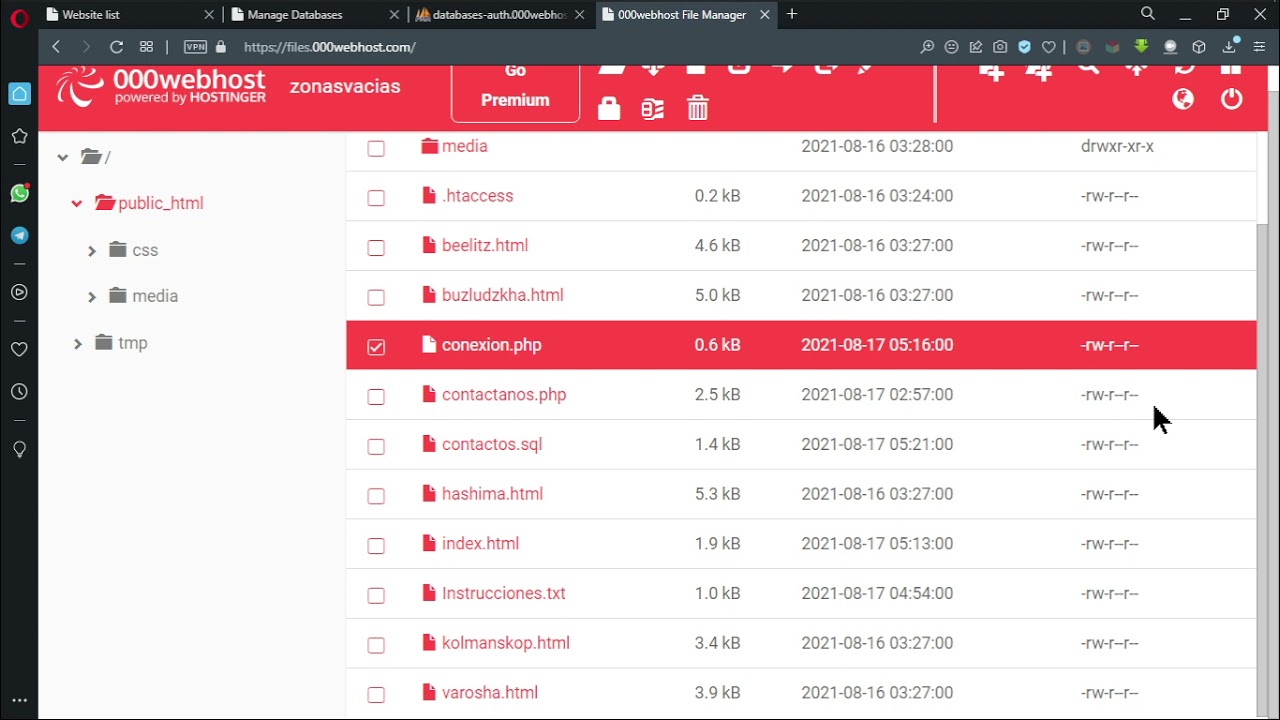 Website list
Manage Databases
databases-auth.000webhos
000webhost File Manager
VPN
https://files.000webhost.com/
000webhost
powered by HOSTINGER
zonasvacias
Go
Premium
/
public_html
css
media
tmp
media 2021-08-16 03:28:00 drwxr-xr-x
.htaccess 0.2 kB 2021-08-16 03:24:00 -rw-r--r--
beelitz.html 4.6 kB 2021-08-16 03:27:00 -rw-r--r--
buzludzkha.html 5.0 kB 2021-08-16 03:27:00 -rw-r--r--
conexion.php 0.6 kB 2021-08-17 05:16:00 -rw-r--r--
contactanos.php 2.5 kB 2021-08-17 02:57:00 -rw-r--r--
contactos.sql 1.4 kB 2021-08-17 05:21:00 -rw-r--r--
hashima.html 5.3 kB 2021-08-16 03:27:00 -rw-r--r--
index.html 1.9 kB 2021-08-17 05:13:00 -rw-r--r--
Instrucciones.txt 1.0 kB 2021-08-17 04:54:00 -rw-r--r--
kolmanskop.html 3.4 kB 2021-08-16 03:27:00 -rw-r--r--
varosha.html 3.9 kB 2021-08-16 03:27:00 -rw-r--r--